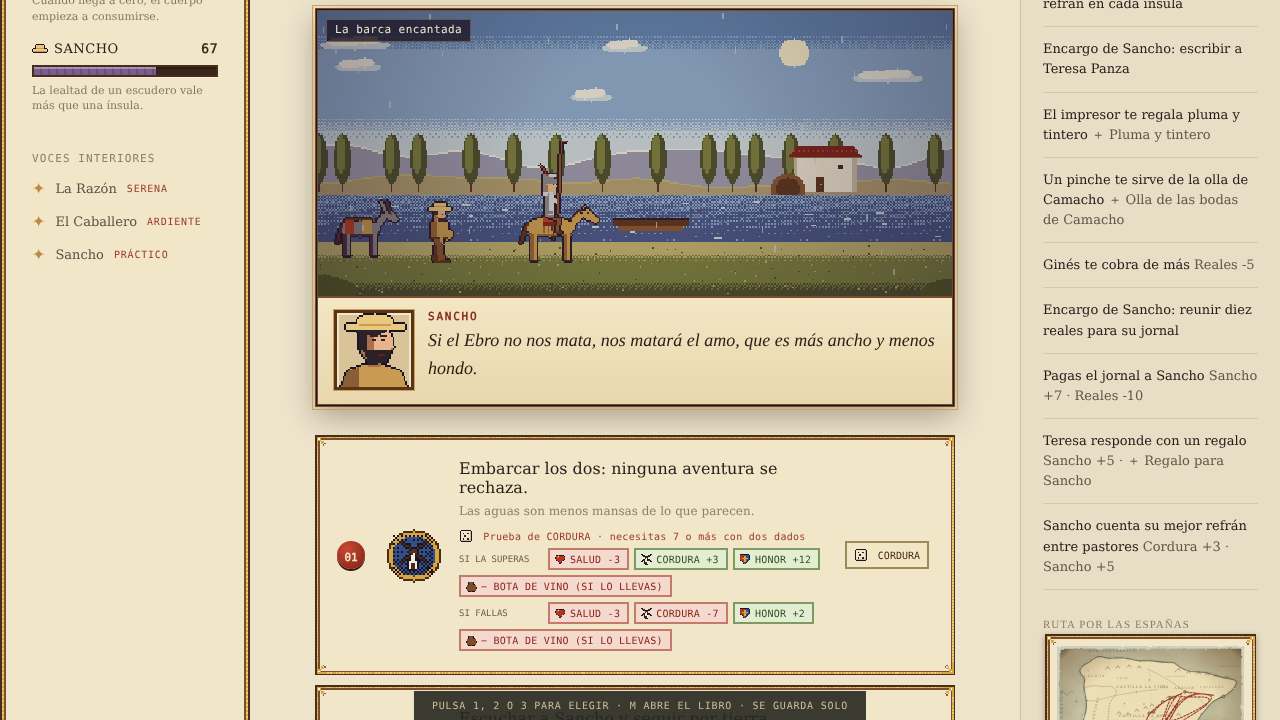 Cuando llega a cero, el cuerpo
empieza a consumirse.
SANCHO 67
La lealtad de un escudero vale
más que una ínsula.
VOCES INTERIORES
La Razón SERENA
El Caballero ARDIENTE
Sancho PRÁCTICO
La barca encantada
SANCHO
Si el Ebro no nos mata, nos matará el amo, que es más ancho y menos
hondo.
01
Embarcar los dos: ninguna aventura se
rechaza.
Las aguas son menos mansas de lo que parecen.
Prueba de CORDURA · necesitas 7 o más con dos dados
SI LA SUPERAS SALUD -3 CORDURA +3 HONOR +12
− BOTA DE VINO (SI LO LLEVAS)
SI FALLAS SALUD -3 CORDURA -7 HONOR +2
− BOTA DE VINO (SI LO LLEVAS)
CORDURA
Escuchar a Sancho y seguir por tierra.
PULSA 1, 2 O 3 PARA ELEGIR · M ABRE EL LIBRO · SE GUARDA SOLO
refrán en cada ínsula
Encargo de Sancho: escribir a
Teresa Panza
El impresor te regala pluma y
tintero + Pluma y tintero
Un pinche te sirve de la olla de
Camacho + Olla de las bodas
de Camacho
Ginés te cobra de más Reales -5
Encargo de Sancho: reunir diez
reales para su jornal
Pagas el jornal a Sancho Sancho
+7 · Reales -10
Teresa responde con un regalo
Sancho +5 · + Regalo para
Sancho
Sancho cuenta su mejor refrán
entre pastores Cordura +3 ·
Sancho +5
RUTA POR LAS ESPAÑAS